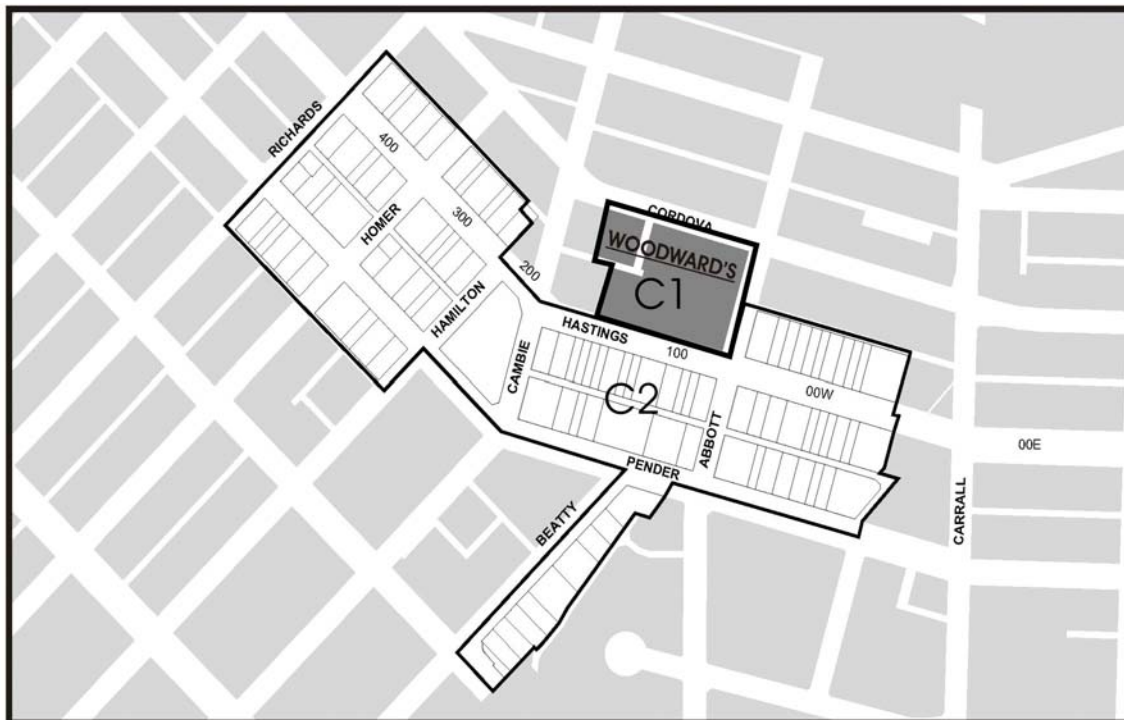 RICHARDS
400
HOMER
300
200
HAMILTON
CORDOVA
WOODWARD'S
C1
HASTINGS
100
CAMBIE
C2
00W
ABBOTT
00E
PENDER
BEATTY
CARRALL